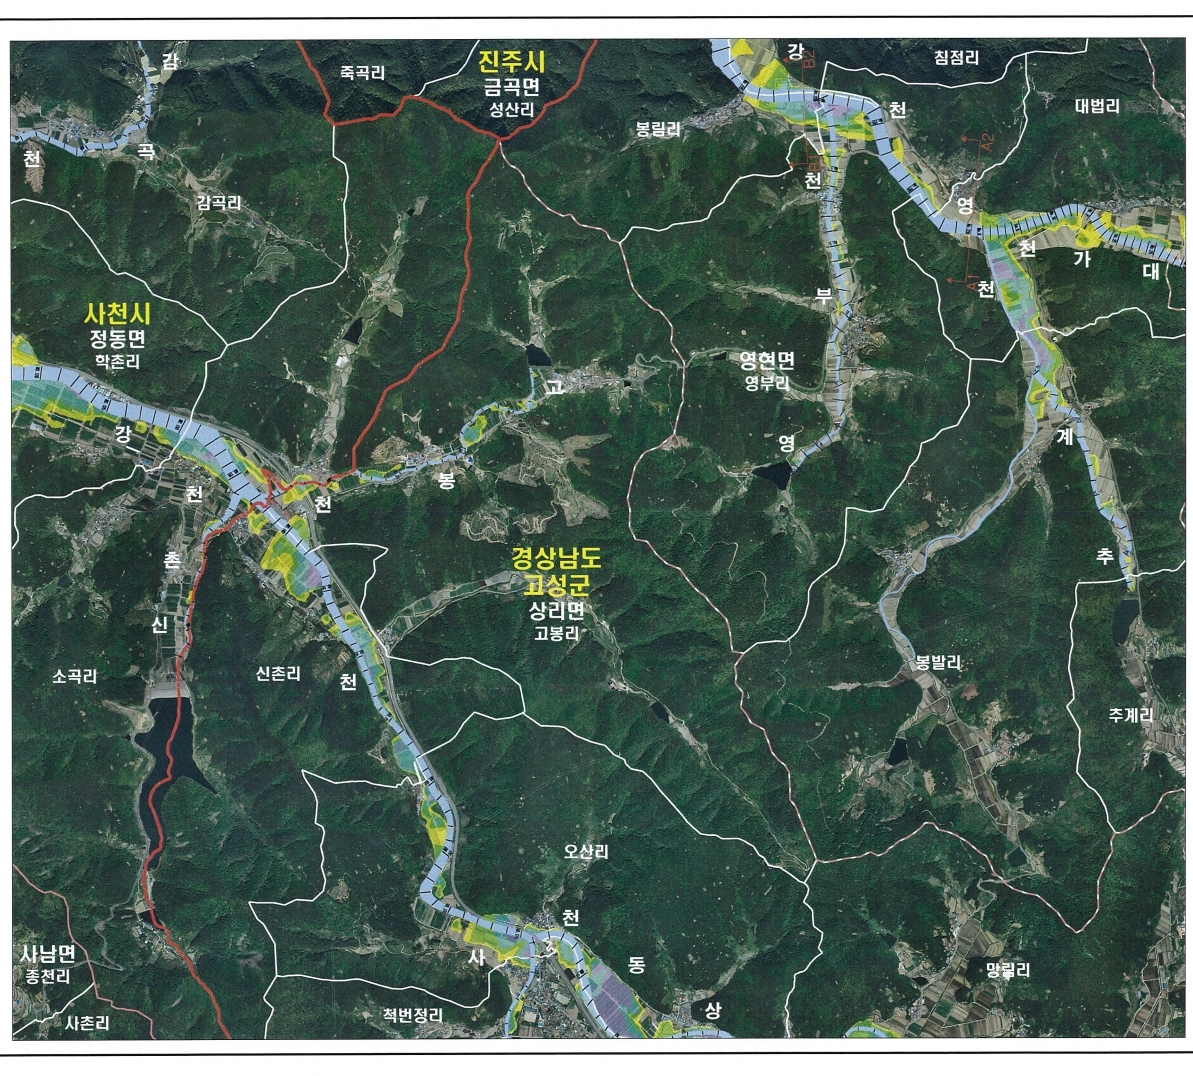 감
죽곡리
진주시
금곡면
성산리
강
B2
침점리
대법리
천
봉림리
천
곡
A2
B1
천
감곡리
영
천
가
대
A1
천
사천시
정동면
학촌리
부
영현면
영부리
고
강
계
영
봉
천
천
촌
경상남도
고성군
상리면
고봉리
추
신
소곡리
신촌리
천
봉발리
추계리
오산리
천
사남면
종천리
사
동
망림리
상
척번정리
사촌리